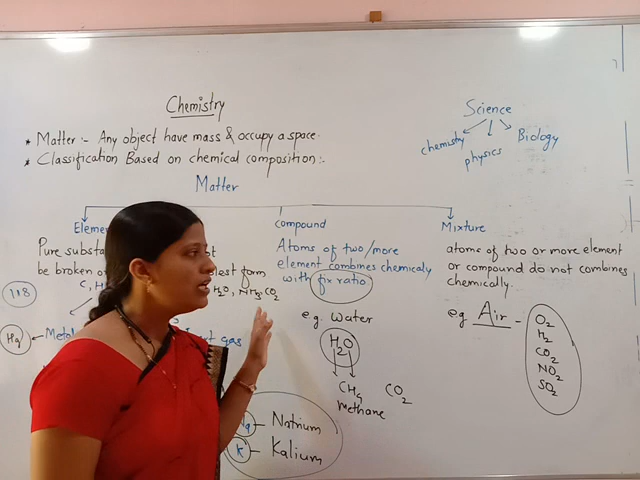 Chemistry
Science
chemistry
physics
Biology
* Matter :- Any object have mass & occupy a space.
* Classification Based on chemical composition :-
Matter
compound
Mixture
Pure
be broken
form
118
Hg
gas
Atoms of two/more
element combines chemicaly
with fix ratio
H2O, NH3, CO2
eg. Water
H2O
CH4
methane
CO2
Natrium
K – Kalium
atoms of two or more element
or compound do not combines
chemically.
eg Air –
O2
H2
CO2
NO2
SO2